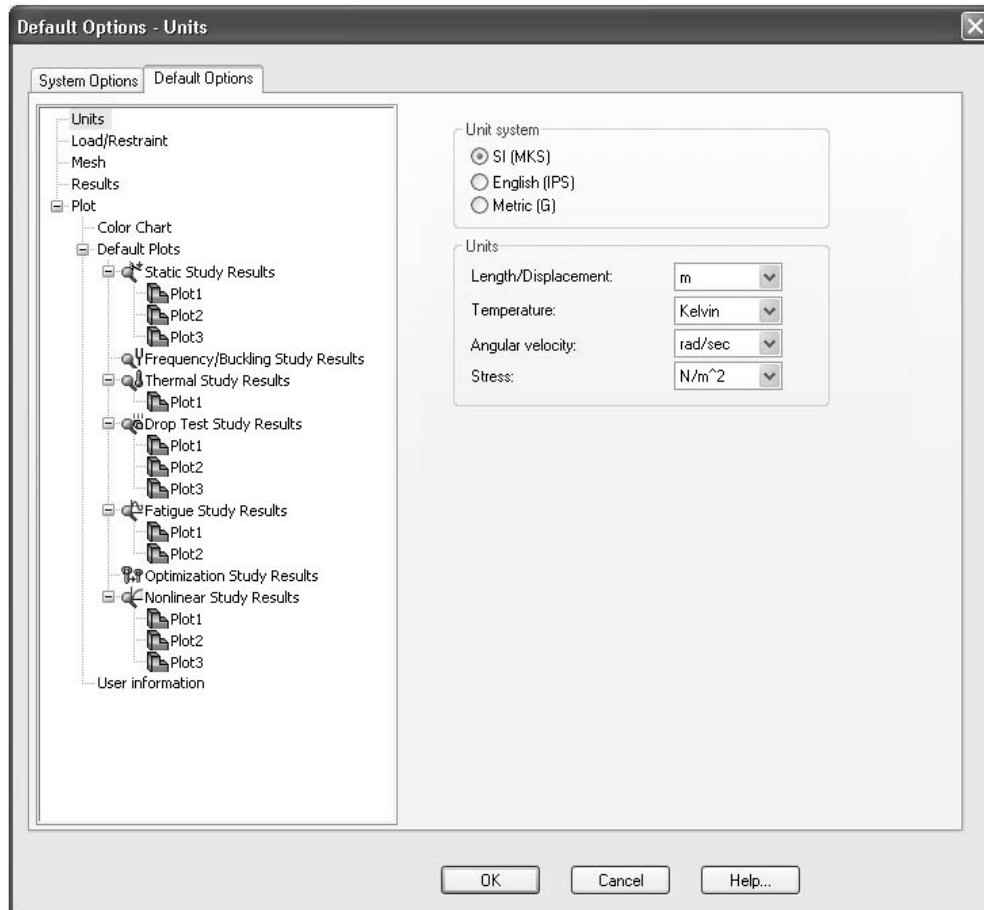 Default Options - Units
System Options
Default Options
Units
Load/Restraint
Mesh
Results
Plot
Color Chart
Default Plots
Static Study Results
Plot1
Plot2
Plot3
Frequency/Buckling Study Results
Thermal Study Results
Plot1
Drop Test Study Results
Plot1
Plot2
Plot3
Fatigue Study Results
Plot1
Plot2
Optimization Study Results
Nonlinear Study Results
Plot1
Plot2
Plot3
User information
Unit system
SI (MKS)
English (IPS)
Metric (G)
Units
Length/Displacement: m
Temperature: Kelvin
Angular velocity: rad/sec
Stress: N/m^2
OK Cancel Help...